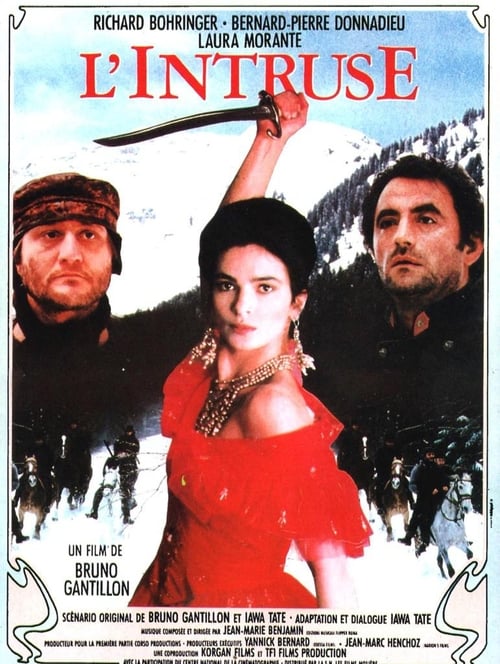 RICHARD BOHRINGER · BERNARD-PIERRE DONNADIEU
LAURA MORANTE
L'INTRUSE
UN FILM DE
BRUNO
GANTILLON
SCÉNARIO ORIGINAL DE BRUNO GANTILLON ET IAWA TATE · ADAPTATION ET DIALOGUE IAWA TATE
MUSIQUE COMPOSÉE ET DIRIGÉE PAR JEAN-MARIE BENJAMIN
PRODUCTEUR POUR LA PREMIÈRE PARTIE CORSO PRODUCTION · PRODUCTEURS EXÉCUTIFS YANNICK BERNARD JEAN-MARC HENCHOZ
UNE COPRODUCTION KORGAN FILMS ET TF1 FILMS PRODUCTION
AVEC LA PARTICIPATION DU CENTRE NATIONAL DE LA CINÉMATOGRAPHIE · DISTRIBUÉ PAR